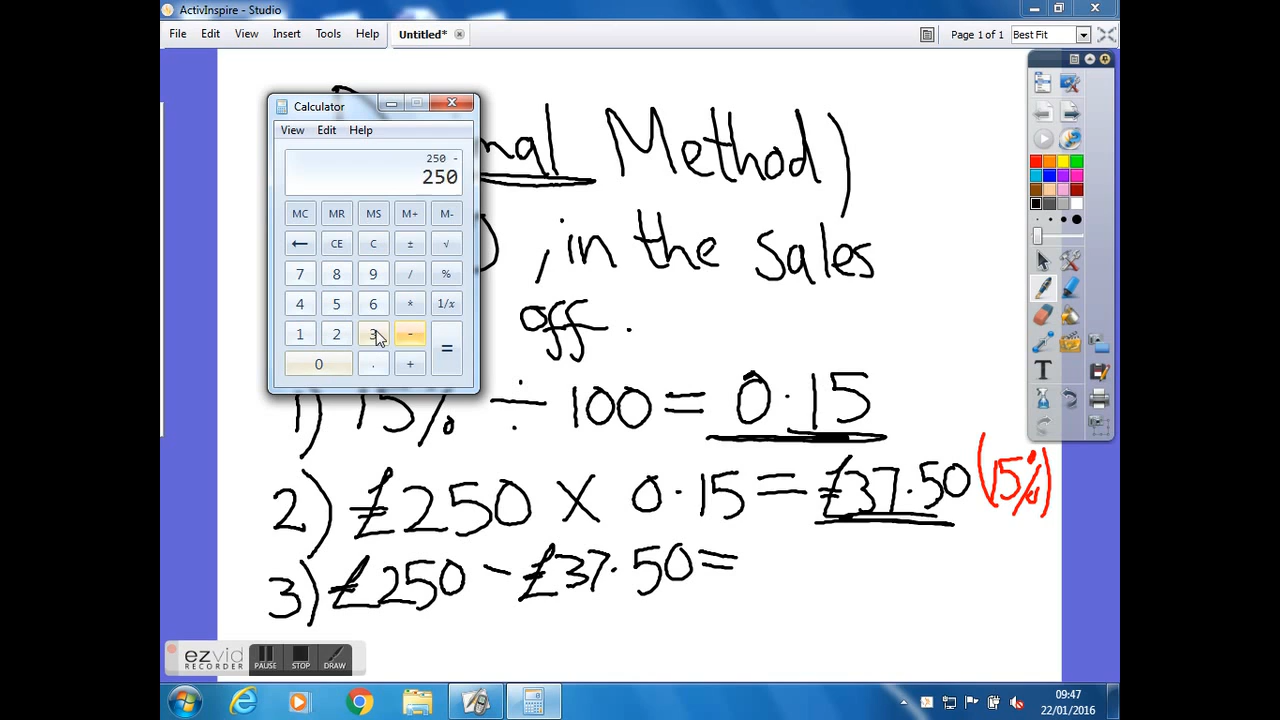 ActivInspire - Studio
File Edit View Insert Tools Help Untitled* Page 1 of 1 Best Fit
Calculator
View Edit Help
250 -
250
MC MR MS M+ M-
← CE C ± √
7 8 9 / %
4 5 6 * 1/x
1 2 3 - =
0 . +
Method)
, in the sales
off.
1) 15% ÷ 100 = 0.15
2) £250 X 0.15 = £37.50 (15%)
3) £250 - £37.50 =
T
ezvid
RECORDER
PAUSE STOP DRAW
09:47
22/01/2016